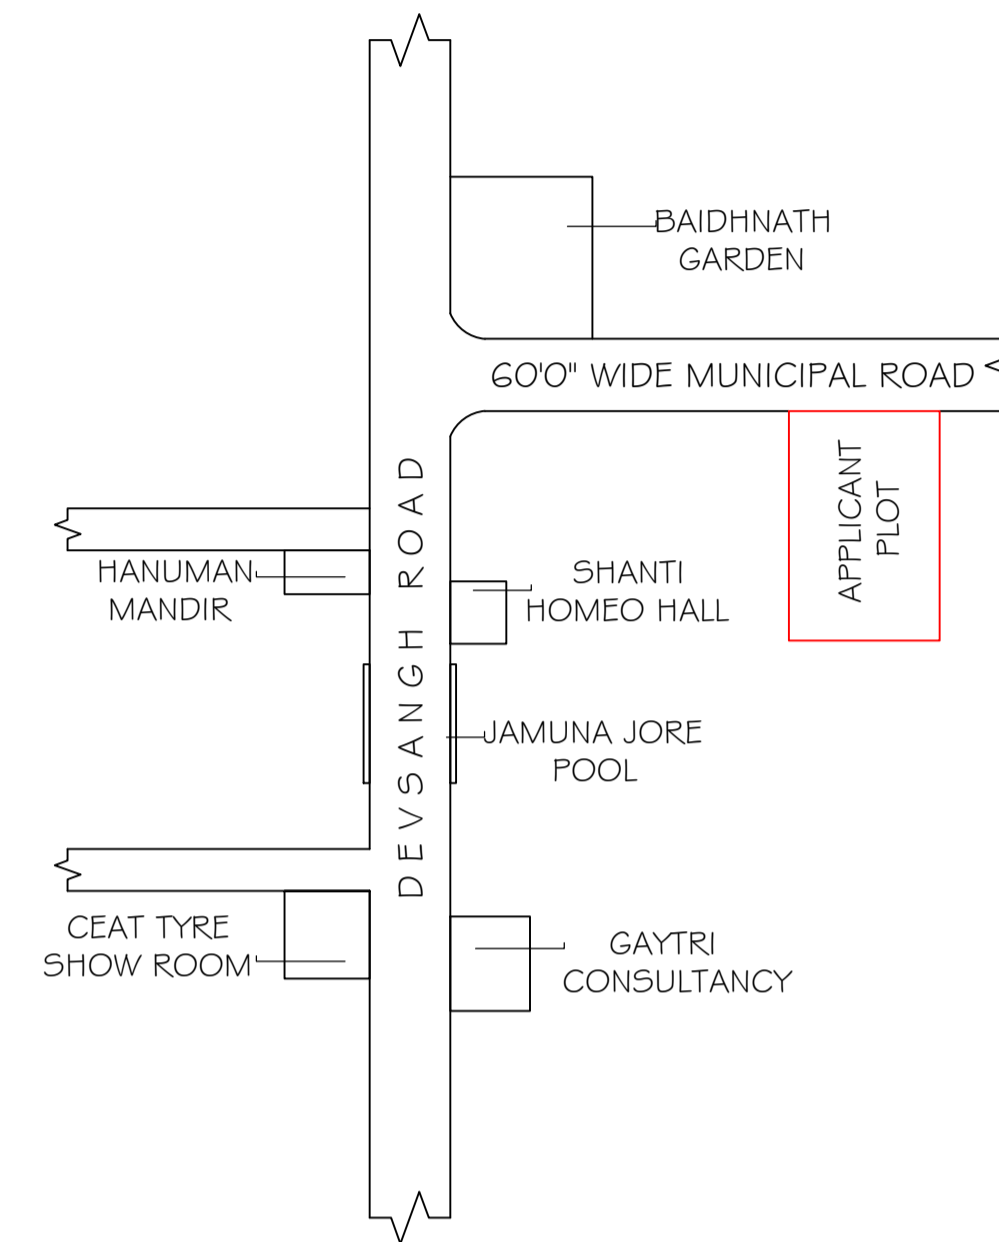 BAIDHNATH
GARDEN
60'0" WIDE MUNICIPAL ROAD
APPLICANT
PLOT
DEVSANGH ROAD
HANUMAN
MANDIR
SHANTI
HOMEO HALL
JAMUNA JORE
POOL
CEAT TYRE
SHOW ROOM
GAYTRI
CONSULTANCY